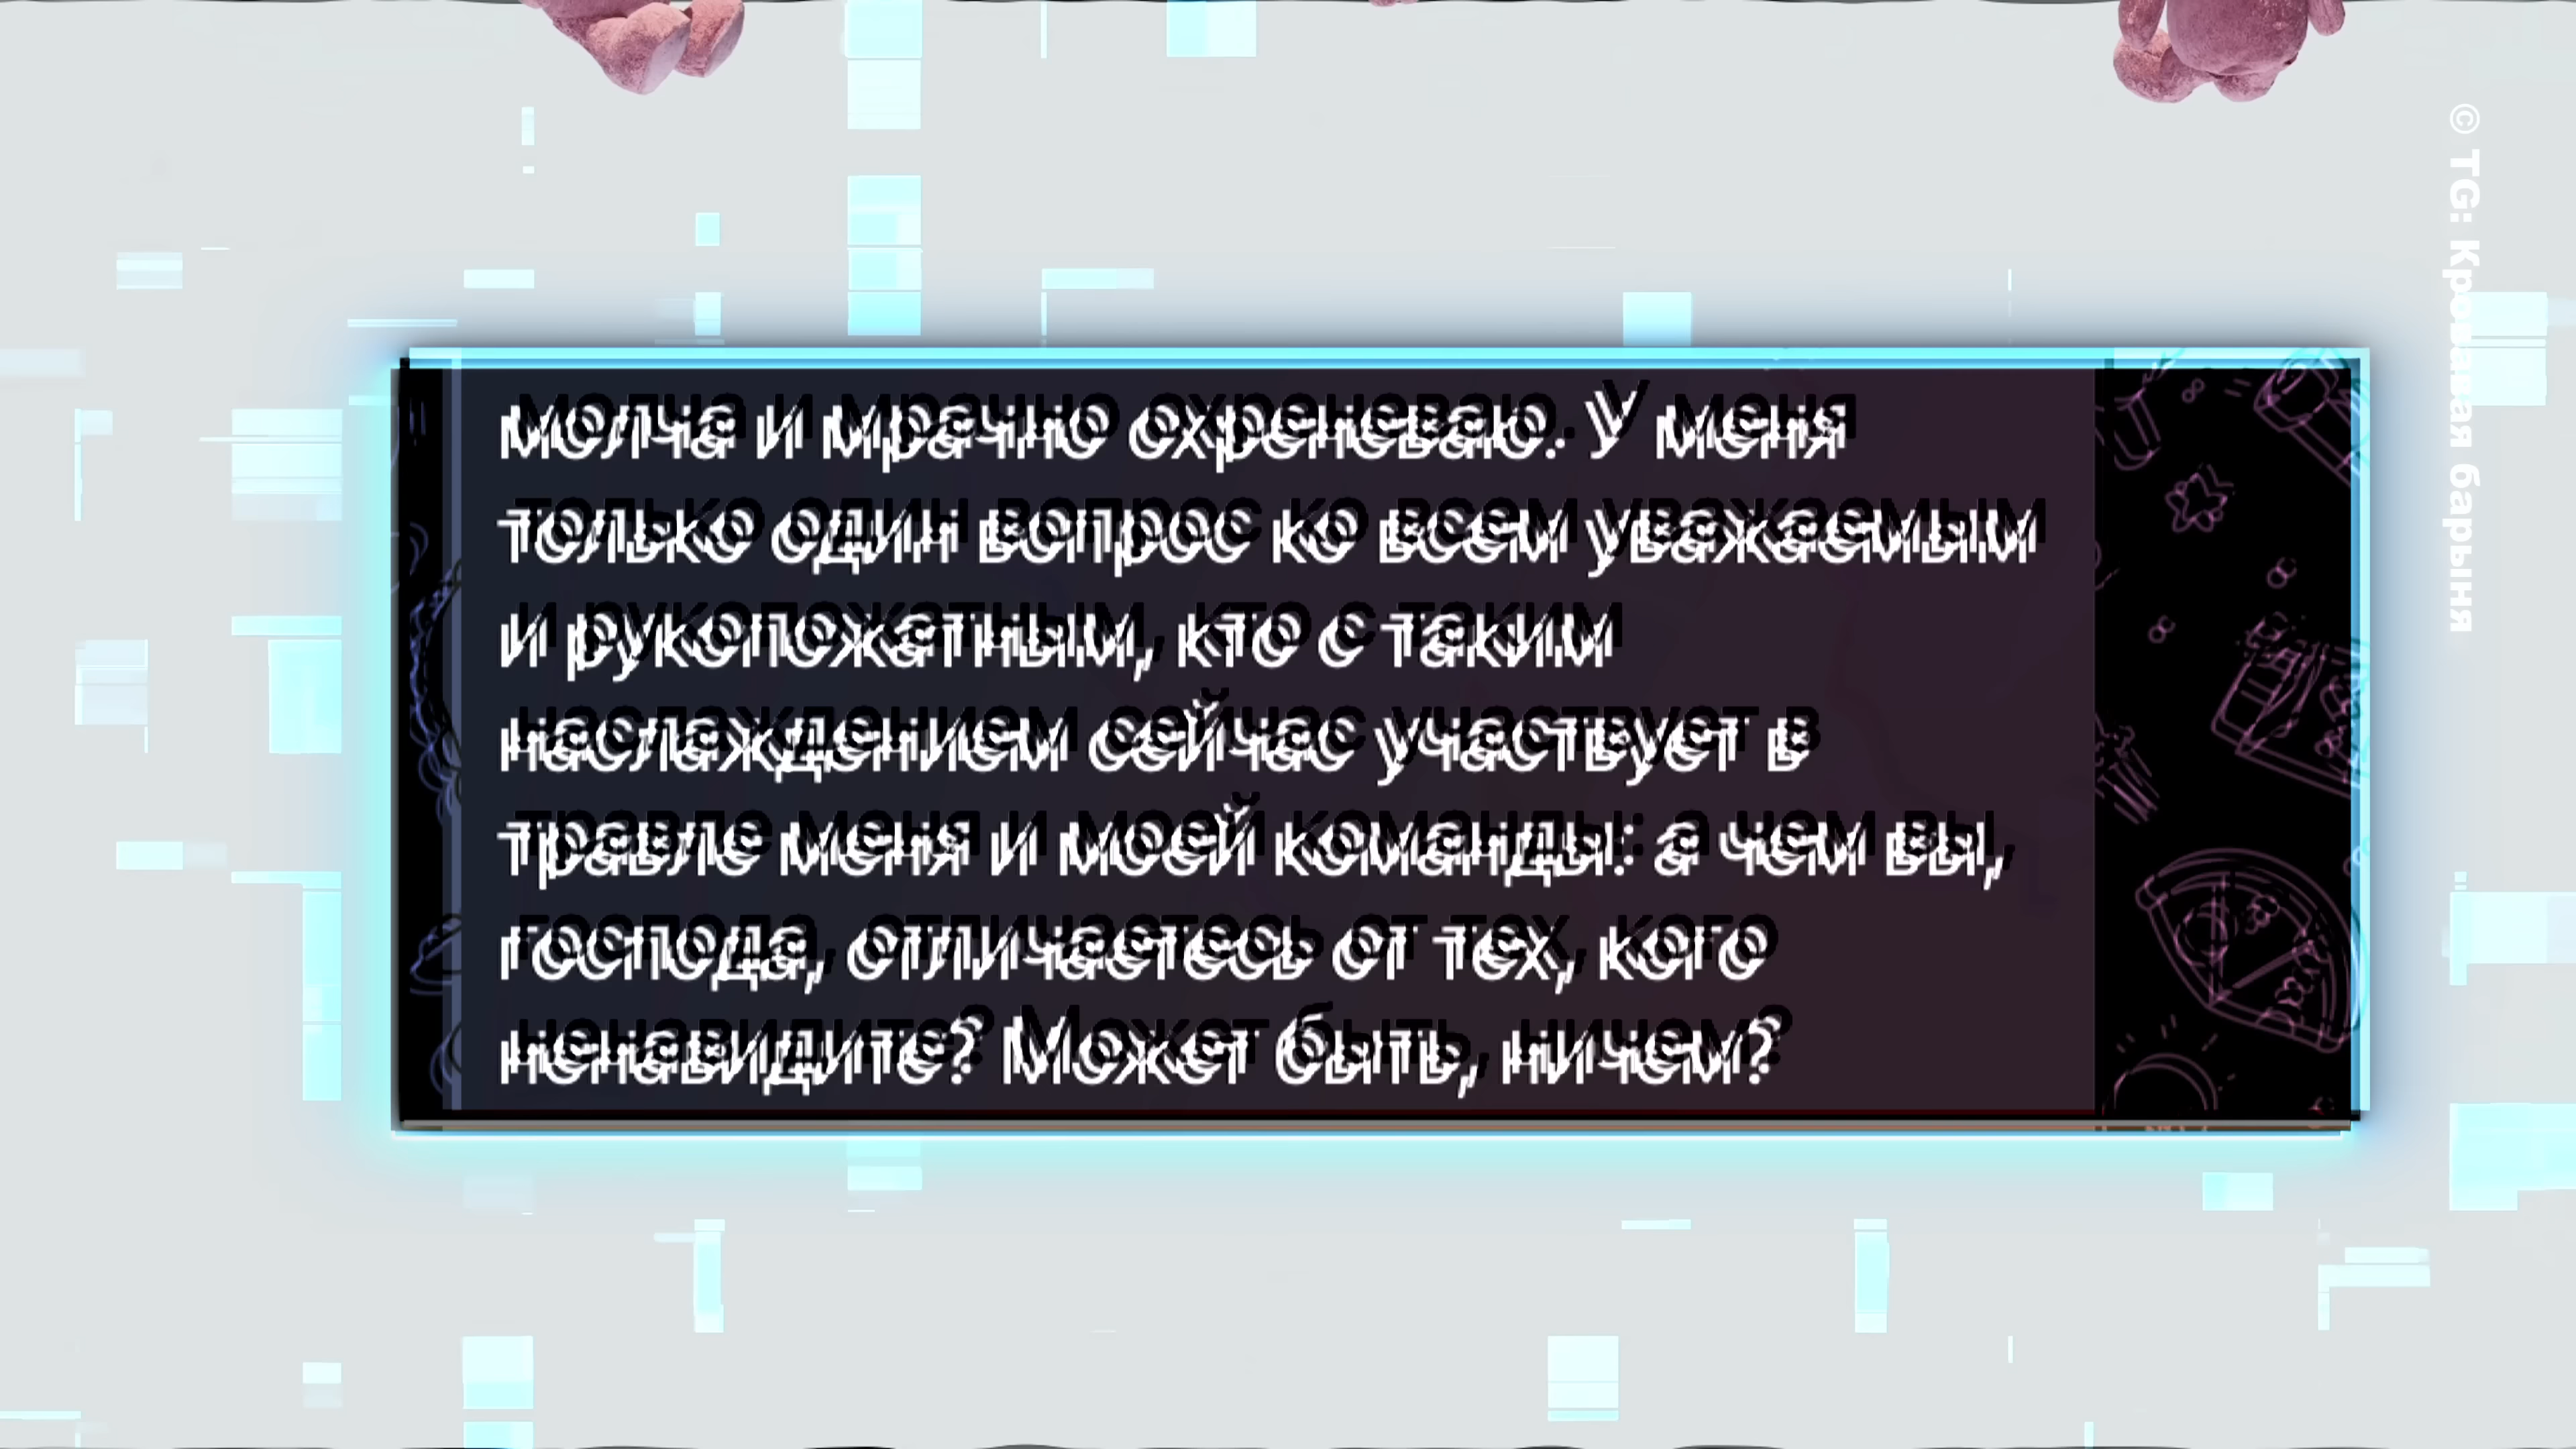 молча и мрачно охреневаю. У меня
только один вопрос ко всем уважаемым
и рукопожатным, кто с таким
наслаждением сейчас участвует в
травле меня и моей команды: а чем вы,
господа, отличаетесь от тех, кого
ненавидите? Может быть, ничем?
© TG: Кровавая барыня